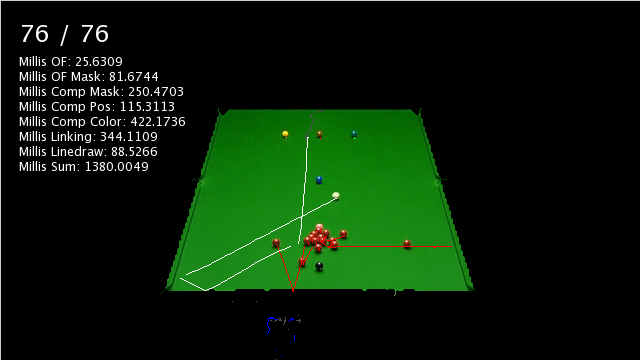 76 / 76
Millis OF: 25.6309
Millis OF Mask: 81.6744
Millis Comp Mask: 250.4703
Millis Comp Pos: 115.3113
Millis Comp Color: 422.1736
Millis Linking: 344.1109
Millis Linedraw: 88.5266
Millis Sum: 1380.0049